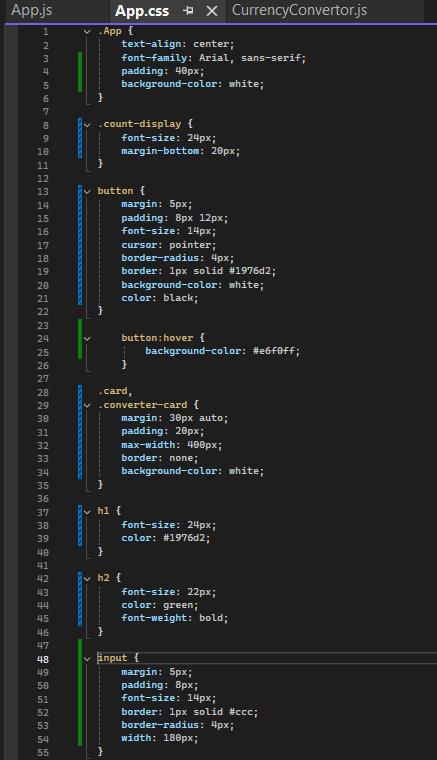 App.js App.css CurrencyConvertor.js
1 .App {
2 text-align: center;
3 font-family: Arial, sans-serif;
4 padding: 40px;
5 background-color: white;
6 }
7
8 .count-display {
9 font-size: 24px;
10 margin-bottom: 20px;
11 }
12
13 button {
14 margin: 5px;
15 padding: 8px 12px;
16 font-size: 14px;
17 cursor: pointer;
18 border-radius: 4px;
19 border: 1px solid #1976d2;
20 background-color: white;
21 color: black;
22 }
23
24 button:hover {
25 background-color: #e6f0ff;
26 }
27
28 .card,
29 .converter-card {
30 margin: 30px auto;
31 padding: 20px;
32 max-width: 400px;
33 border: none;
34 background-color: white;
35 }
36
37 h1 {
38 font-size: 24px;
39 color: #1976d2;
40 }
41
42 h2 {
43 font-size: 22px;
44 color: green;
45 font-weight: bold;
46 }
47
48 input {
49 margin: 5px;
50 padding: 8px;
51 font-size: 14px;
52 border: 1px solid #ccc;
53 border-radius: 4px;
54 width: 180px;
55 }